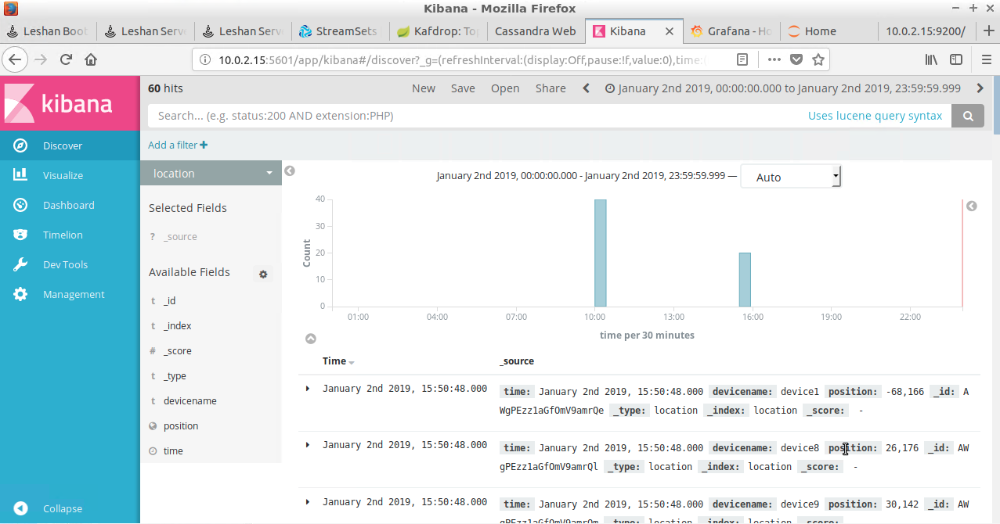 Kibana - Mozilla Firefox
Leshan Boot Leshan Serv Leshan Serv StreamSets Kafdrop: To Cassandra Web Kibana Grafana - Ho Home 10.0.2.15:9200/
10.0.2.15:5601/app/kibana#/discover?_g=(refreshInterval:(display:Off,pause:!f,value:0),time:(
kibana
60 hits New Save Open Share January 2nd 2019, 00:00:00.000 to January 2nd 2019, 23:59:59.999
Search... (e.g. status:200 AND extension:PHP) Uses lucene query syntax
Add a filter +
Discover
Visualize
Dashboard
Timelion
Dev Tools
Management
Collapse
location
Selected Fields
? _source
Available Fields
t _id
t _index
# _score
t _type
t devicename
position
time
January 2nd 2019, 00:00:00.000 - January 2nd 2019, 23:59:59.999 — Auto
Count
40
30
20
10
0
01:00 04:00 07:00 10:00 13:00 16:00 19:00 22:00
time per 30 minutes
Time _source
January 2nd 2019, 15:50:48.000 time: January 2nd 2019, 15:50:48.000 devicename: device1 position: -68,166 _id: A
WgPEzz1aGfOmV9amrQe _type: location _index: location _score: -
January 2nd 2019, 15:50:48.000 time: January 2nd 2019, 15:50:48.000 devicename: device8 position: 26,176 _id: AW
gPEzz1aGfOmV9amrQl _type: location _index: location _score: -
January 2nd 2019, 15:50:48.000 time: January 2nd 2019, 15:50:48.000 devicename: device9 position: 30,142 _id: AW
gPEzz1aGfOmV9amrQm _type: location _index: location _score: